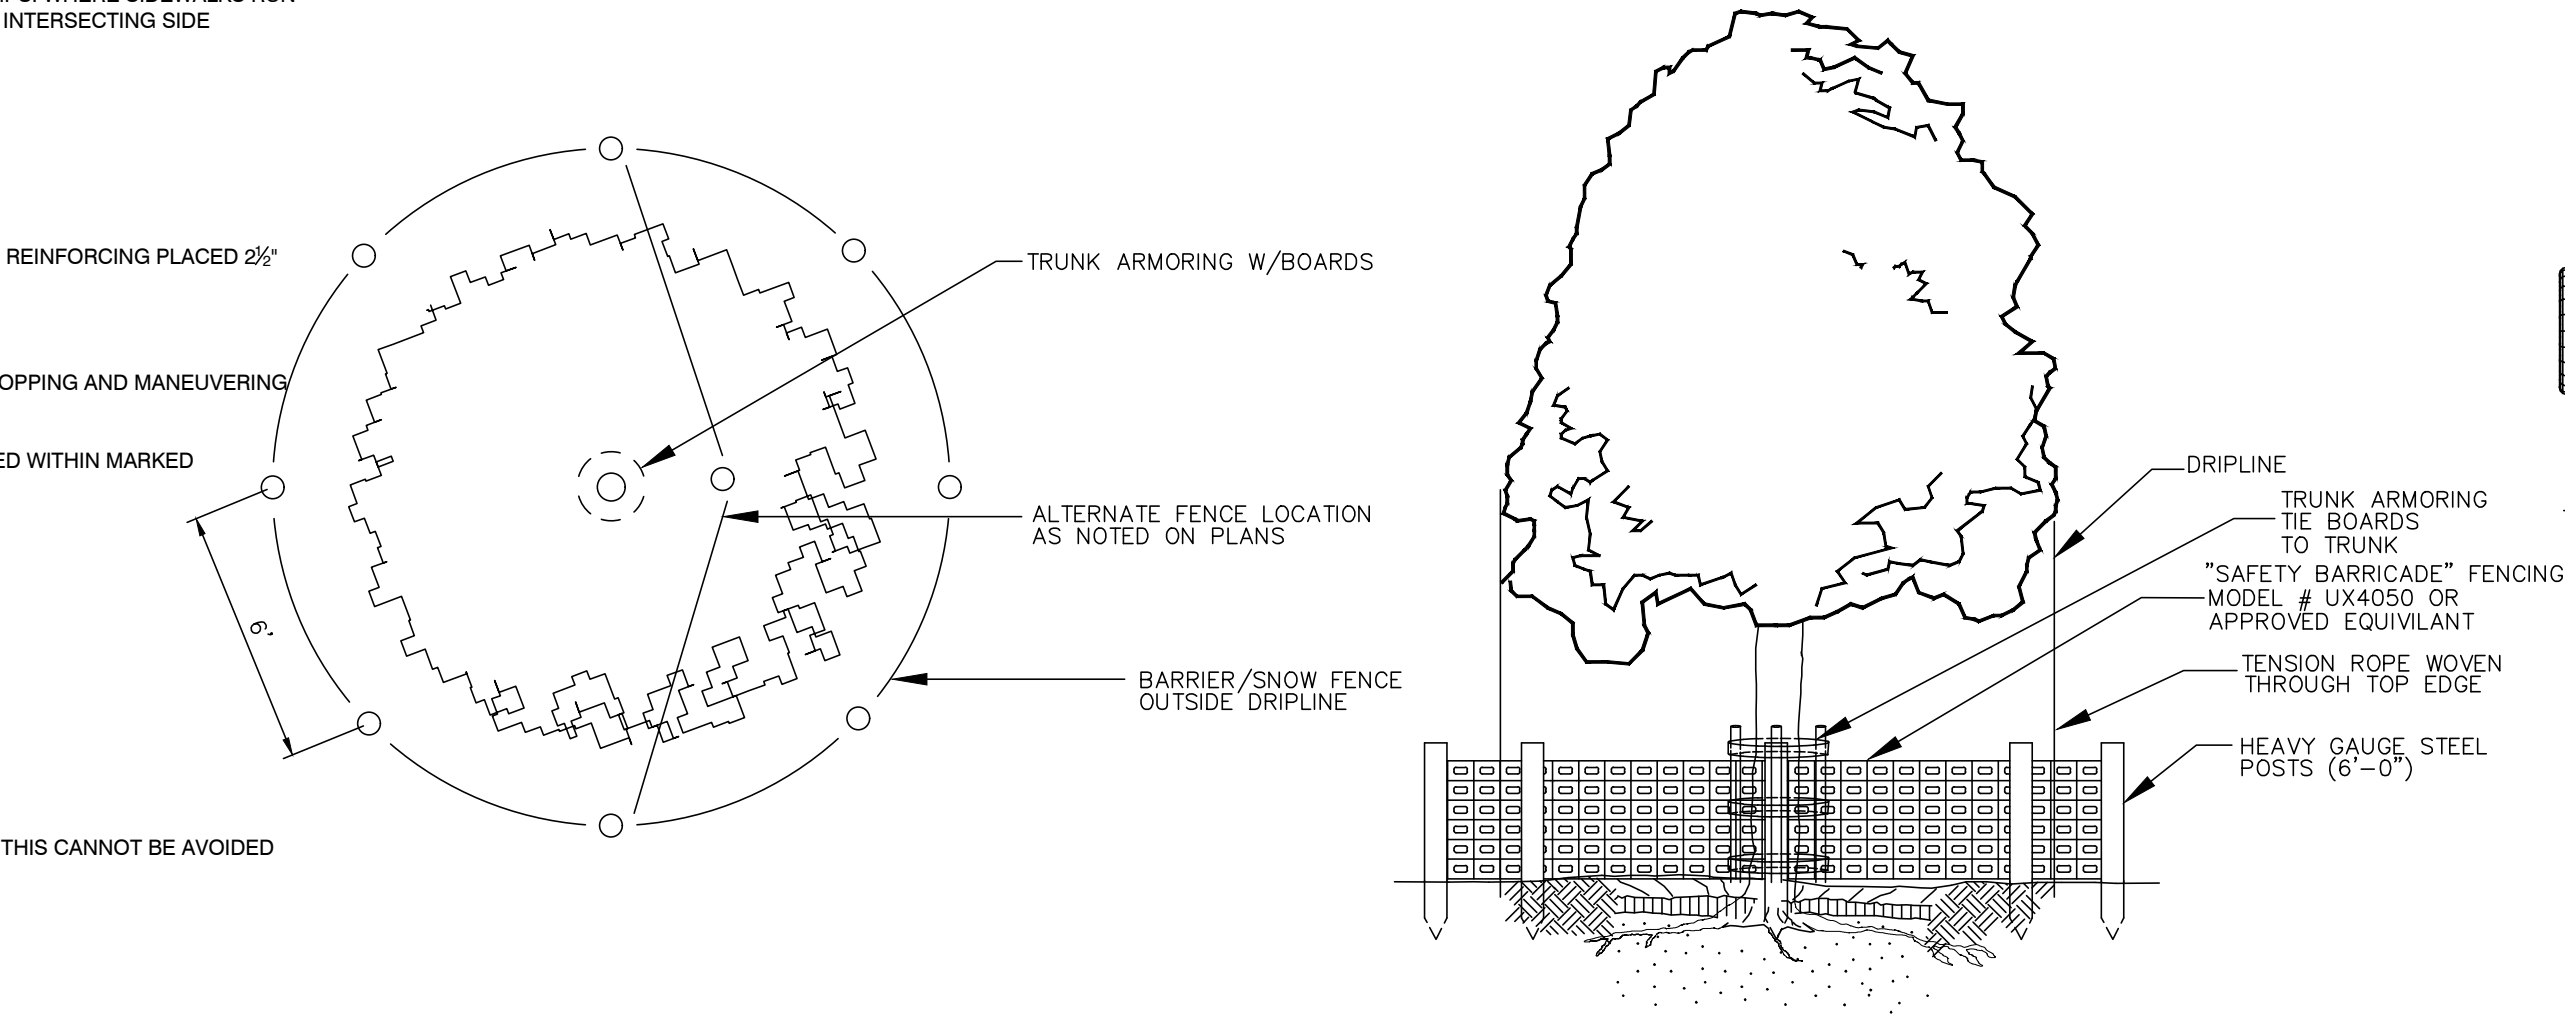 INTERSECTING SIDE
REINFORCING PLACED 2½"
AND MANEUVERING
WITHIN MARKED
THIS CANNOT BE AVOIDED
6'
TRUNK ARMORING W/BOARDS
ALTERNATE FENCE LOCATION
AS NOTED ON PLANS
BARRIER/SNOW FENCE
OUTSIDE DRIPLINE
DRIPLINE
TRUNK ARMORING
TIE BOARDS
TO TRUNK
"SAFETY BARRICADE" FENCING
MODEL # UX4050 OR
APPROVED EQUIVILANT
TENSION ROPE WOVEN
THROUGH TOP EDGE
HEAVY GAUGE STEEL
POSTS (6'-0")